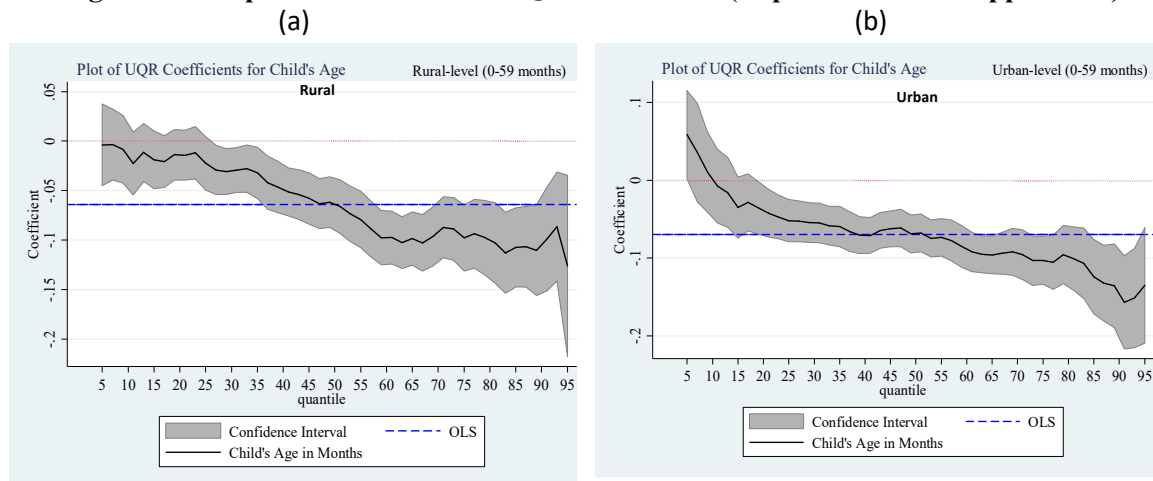 (a)
(b)
Plot of UQR Coefficients for Child's Age
Rural-level (0-59 months)
Rural
Coefficient
.05
0
-.05
-.1
-.15
-.2
5 10 15 20 25 30 35 40 45 50 55 60 65 70 75 80 85 90 95
quantile
Confidence Interval
OLS
Child's Age in Months
Plot of UQR Coefficients for Child's Age
Urban-level (0-59 months)
Urban
Coefficient
.1
0
-.1
-.2
5 10 15 20 25 30 35 40 45 50 55 60 65 70 75 80 85 90 95
quantile
Confidence Interval
OLS
Child's Age in Months